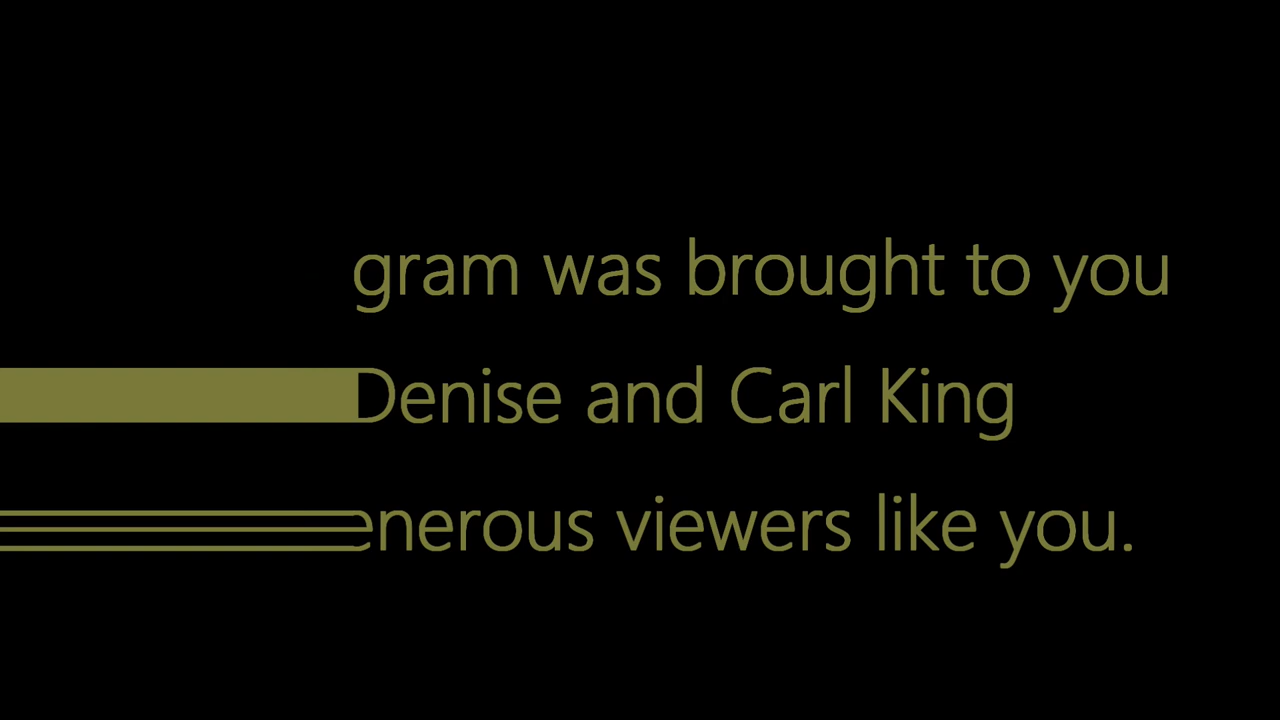 gram was brought to you
Denise and Carl King
enerous viewers like you.